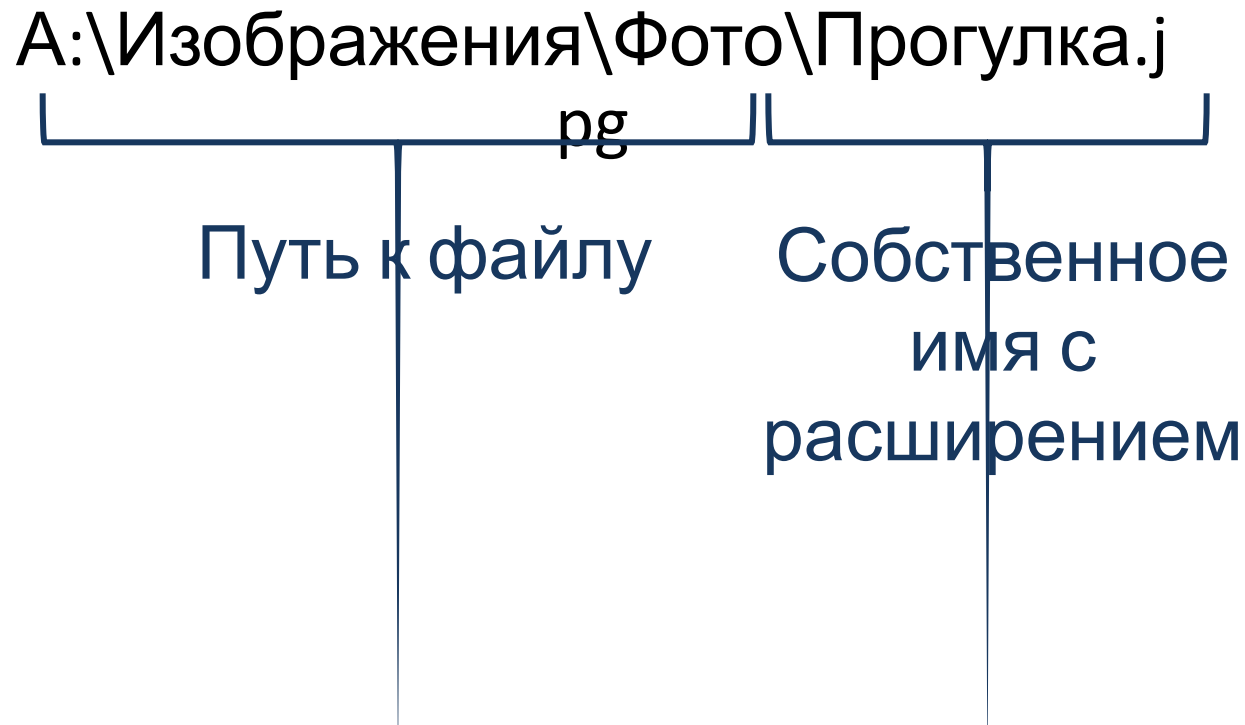 А:\Изображения\Фото\Прогулка.j
pg
Путь к файлу
Собственное
имя с
расширением